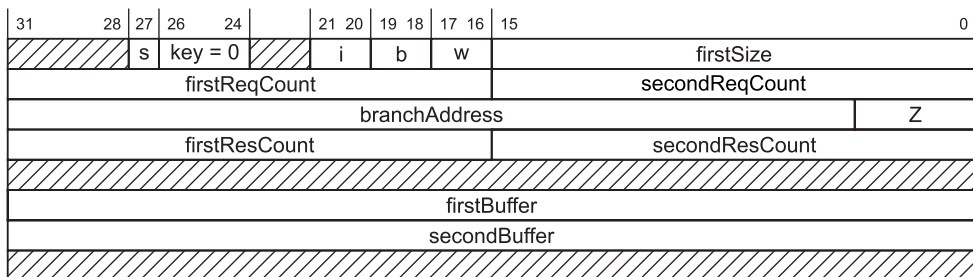 31 28 27 26 24 21 20 19 18 17 16 15 0
s key = 0 i b w firstSize
firstReqCount secondReqCount
branchAddress Z
firstResCount secondResCount
firstBuffer
secondBuffer